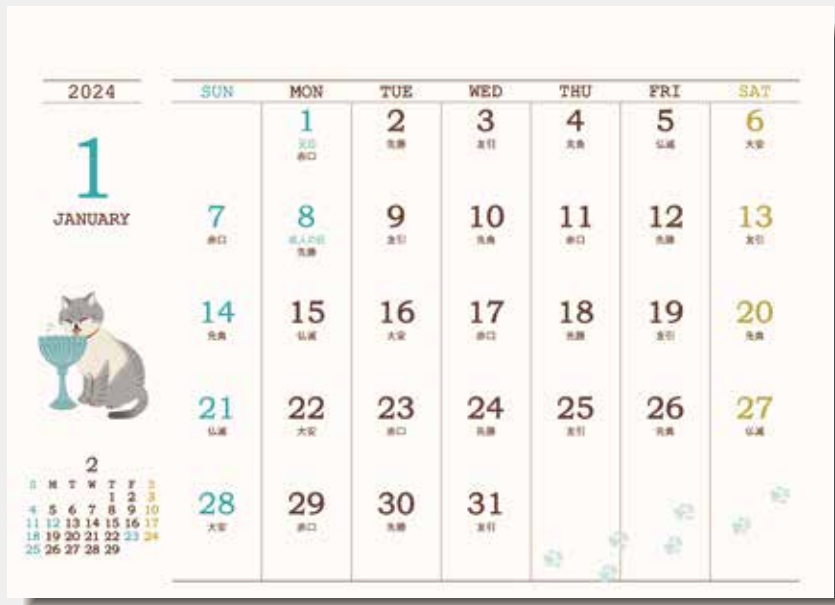 2024
1
JANUARY
SUN MON TUE WED THU FRI SAT
1 2 3 4 5 6
元日
赤口 先勝 友引 先負 仏滅 大安
7 8 9 10 11 12 13
赤口 成人の日 友引 先負 赤口 先勝 友引
先勝
14 15 16 17 18 19 20
先負 仏滅 大安 赤口 先勝 友引 先負
21 22 23 24 25 26 27
仏滅 大安 赤口 先勝 友引 先負 仏滅
28 29 30 31
大安 赤口 先勝 友引
2
S M T W T F S
1 2 3
4 5 6 7 8 9 10
11 12 13 14 15 16 17
18 19 20 21 22 23 24
25 26 27 28 29